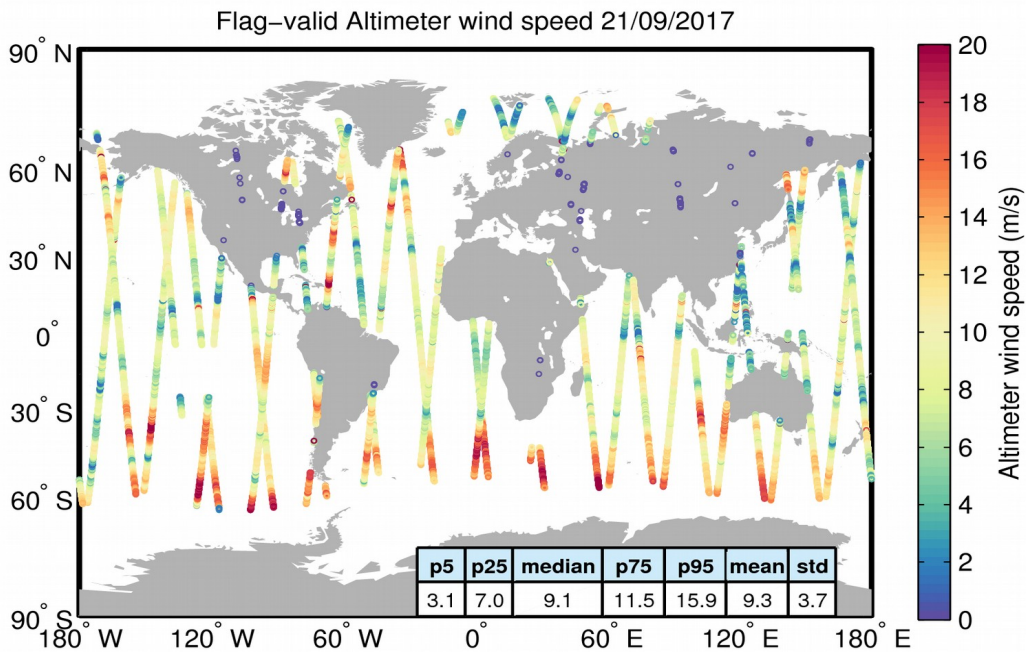 Flag-valid Altimeter wind speed 21/09/2017
90° N
60° N
30° N
0°
30° S
60° S
90° S
180° W
120° W
60° W
0°
60° E
120° E
180° E
p5 p25 median p75 p95 mean std
3.1 7.0 9.1 11.5 15.9 9.3 3.7
20
18
16
14
12
10
8
6
4
2
0
Altimeter wind speed (m/s)